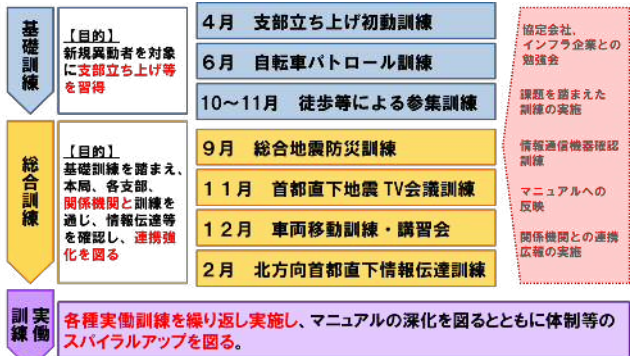 基礎訓練
【目的】
新規異動者を対象
に支部立ち上げ等
を習得
4月 支部立ち上げ初動訓練
6月 自転車パトロール訓練
10～11月 徒歩等による参集訓練
総合訓練
【目的】
基礎訓練を踏まえ、
本局、各支部、
関係機関と訓練を
通じ、情報伝達等
を確認し、連携強
化を図る
9月 総合地震防災訓練
11月 首都直下地震 TV会議訓練
12月 車両移動訓練・講習会
2月 北方向首都直下情報伝達訓練
協定会社、
インフラ企業との
勉強会
課題を踏まえた
訓練の実施
情報通信機器確認
訓練
マニュアルへの
反映
関係機関との連携
広報の実施
実働
訓練
各種実働訓練を繰り返し実施し、マニュアルの深化を図るとともに体制等の
スパイラルアップを図る。